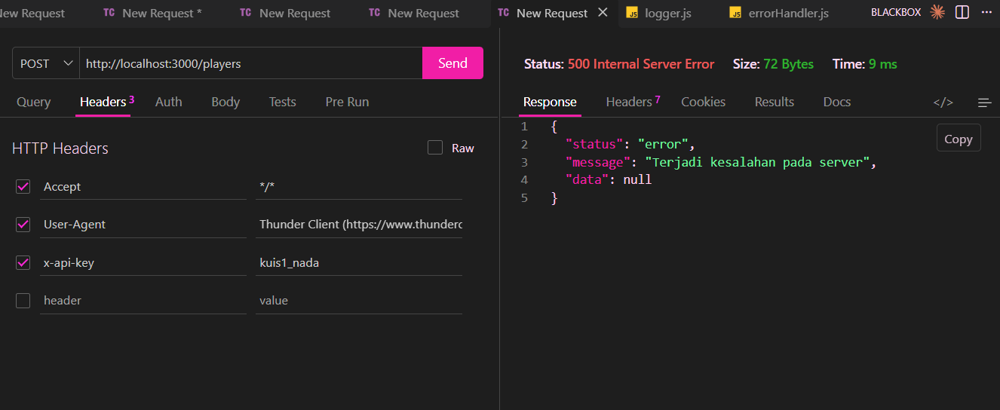 New Request TC New Request * TC New Request TC New Request TC New Request × JS logger.js JS errorHandler.js BLACKBOX
POST http://localhost:3000/players Send
Query Headers 3 Auth Body Tests Pre Run
HTTP Headers Raw
Accept */*
User-Agent Thunder Client (https://www.thunderc
x-api-key kuis1_nada
header value
Status: 500 Internal Server Error Size: 72 Bytes Time: 9 ms
Response Headers 7 Cookies Results Docs </>
Copy
1 {
2 "status": "error",
3 "message": "Terjadi kesalahan pada server",
4 "data": null
5 }